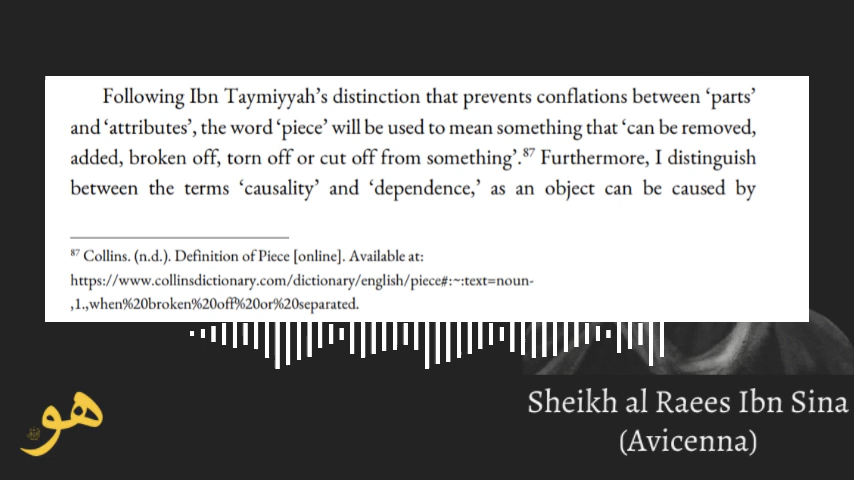 Following Ibn Taymiyyah’s distinction that prevents conflations between ‘parts’
and ‘attributes’, the word ‘piece’ will be used to mean something that ‘can be removed,
added, broken off, torn off or cut off from something’.⁸⁷ Furthermore, I distinguish
between the terms ‘causality’ and ‘dependence,’ as an object can be caused by
⁸⁷ Collins. (n.d.). Definition of Piece [online]. Available at:
https://www.collinsdictionary.com/dictionary/english/piece#:~:text=noun-
,1.,when%20broken%20off%20or%20separated.
هو
Sheikh al Raees Ibn Sina
(Avicenna)